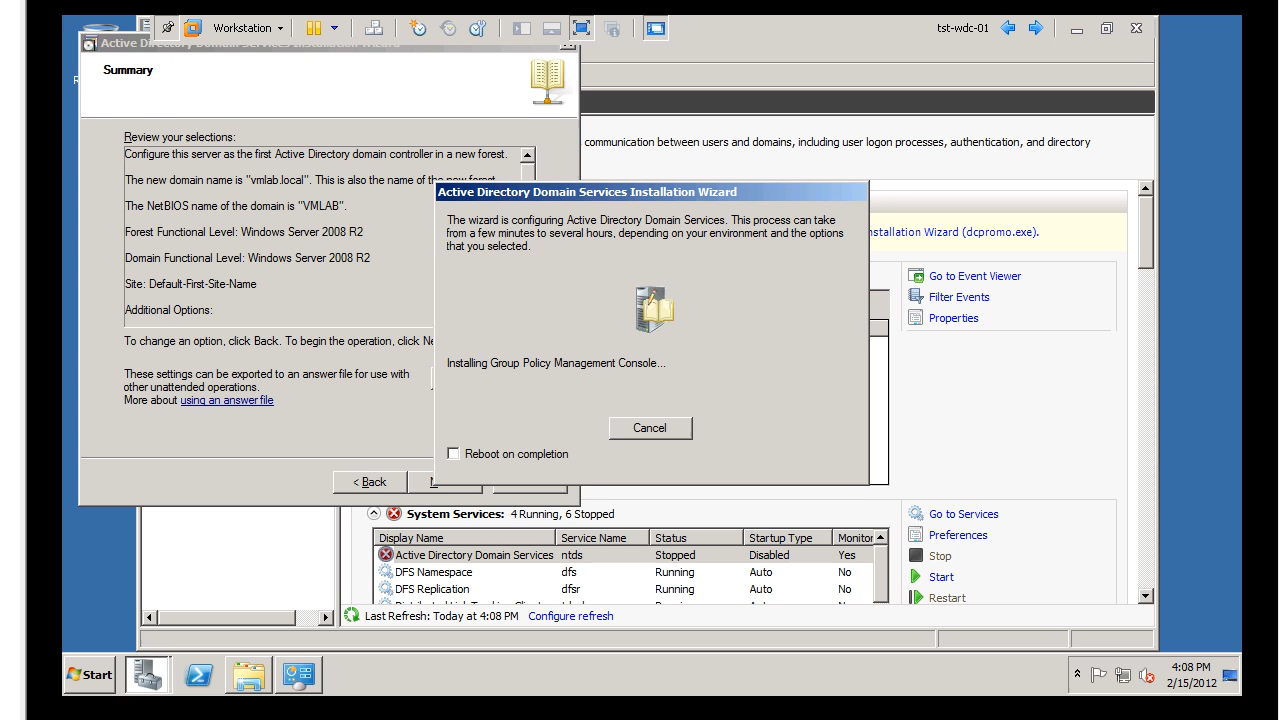 Workstation
tst-wdc-01
Active Directory Domain Services Installation Wizard
Summary
communication between users and domains, including user logon processes, authentication, and directory
Review your selections:
Configure this server as the first Active Directory domain controller in a new forest.
The new domain name is "vmlab.local". This is also the name of the new forest.
The NetBIOS name of the domain is "VMLAB".
Forest Functional Level: Windows Server 2008 R2
Domain Functional Level: Windows Server 2008 R2
Site: Default-First-Site-Name
Additional Options:
To change an option, click Back. To begin the operation, click Ne
These settings can be exported to an answer file for use with
other unattended operations.
More about using an answer file
< Back
Active Directory Domain Services Installation Wizard
The wizard is configuring Active Directory Domain Services. This process can take
from a few minutes to several hours, depending on your environment and the options
that you selected.
Installing Group Policy Management Console...
Cancel
Reboot on completion
nstallation Wizard (dcpromo.exe).
Go to Event Viewer
Filter Events
Properties
System Services: 4 Running, 6 Stopped
Display Name Service Name Status Startup Type Monitor
Active Directory Domain Services ntds Stopped Disabled Yes
DFS Namespace dfs Running Auto No
DFS Replication dfsr Running Auto No
Go to Services
Preferences
Stop
Start
Restart
Last Refresh: Today at 4:08 PM Configure refresh
Start
4:08 PM
2/15/2012